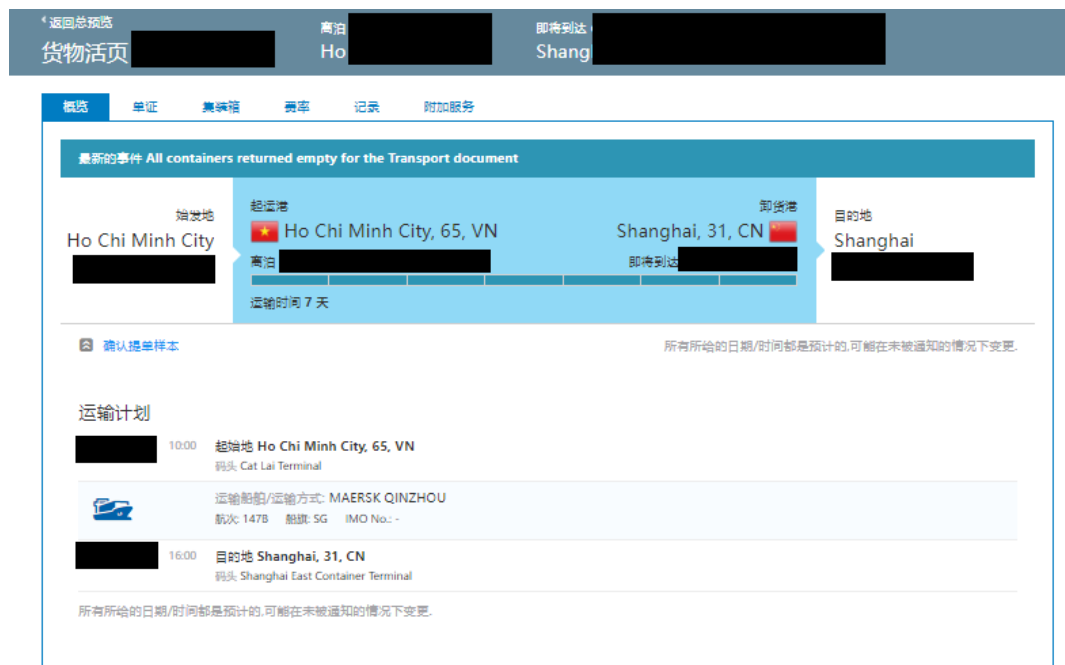 返回总预览
货物活页
离泊
Ho
即将到达
Shang
概览 单证 集装箱 费率 记录 附加服务
最新的事件 All containers returned empty for the Transport document
始发地
Ho Chi Minh City
起运港
Ho Chi Minh City, 65, VN
离泊
卸货港
Shanghai, 31, CN
即将到达
运输时间 7 天
目的地
Shanghai
确认提单样本
所有所给的日期/时间都是预计的,可能在未被通知的情况下变更.
运输计划
10:00 起始地 Ho Chi Minh City, 65, VN
码头 Cat Lai Terminal
运输船舶/运输方式: MAERSK QINZHOU
航次: 147B 船旗: SG IMO No.: -
16:00 目的地 Shanghai, 31, CN
码头 Shanghai East Container Terminal
所有所给的日期/时间都是预计的,可能在未被通知的情况下变更.